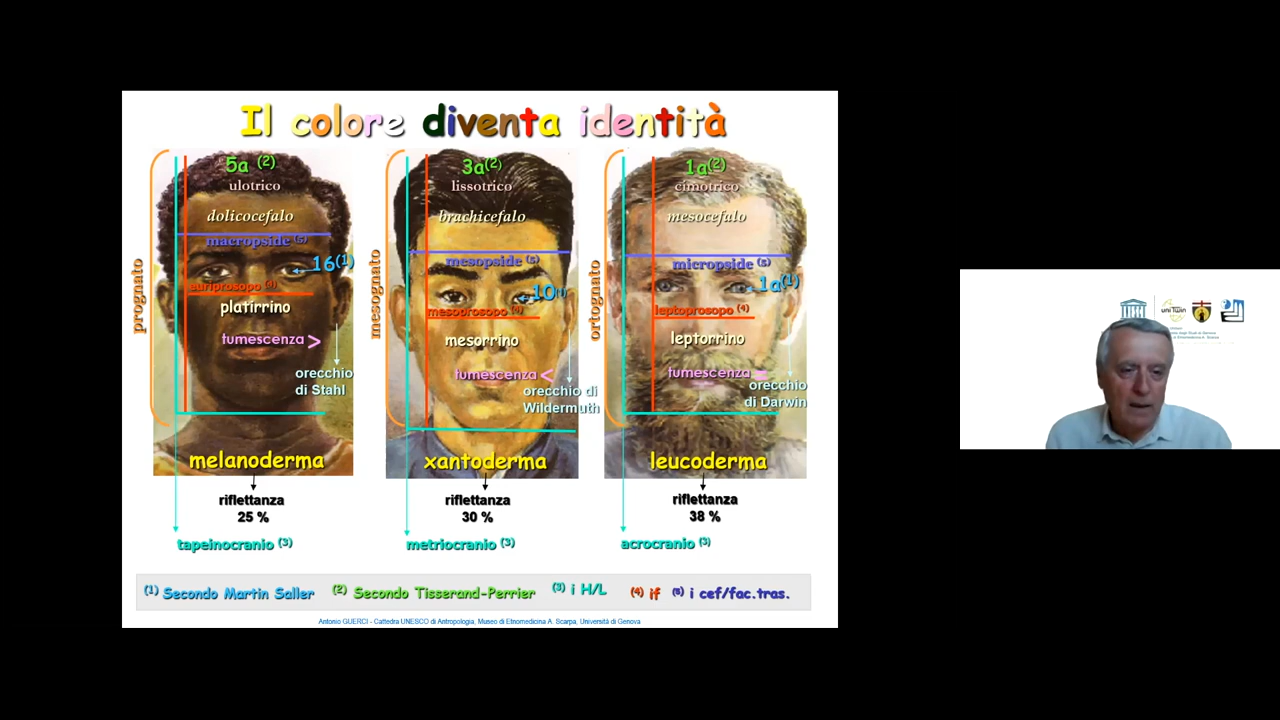 Il colore diventa identità
prognato
5a (2)
ulotrico
dolicocefalo
macropside (5)
16(1)
euriprosopo (4)
platirrino
tumescenza >
orecchio
di Stahl
melanoderma
riflettanza
25 %
tapeinocranio (3)
mesognato
3a(2)
lissotrico
brachicefalo
mesopside (5)
10(1)
mesoprosopo (4)
mesorrino
tumescenza <
orecchio di
Wildermuth
xantoderma
riflettanza
30 %
metriocranio (3)
ortognato
1a(2)
cimotrico
mesocefalo
micropside (5)
1a(1)
leptoprosopo (4)
leptorrino
tumescenza =
orecchio
di Darwin
leucoderma
riflettanza
38 %
acrocranio (3)
(1) Secondo Martin Saller (2) Secondo Tisserand-Perrier (3) i H/L (4) if (5) i cef/fac.tras.
Antonio GUERCI - Cattedra UNESCO di Antropologia, Museo di Etnomedicina A. Scarpa, Università di Genova
uniTwin